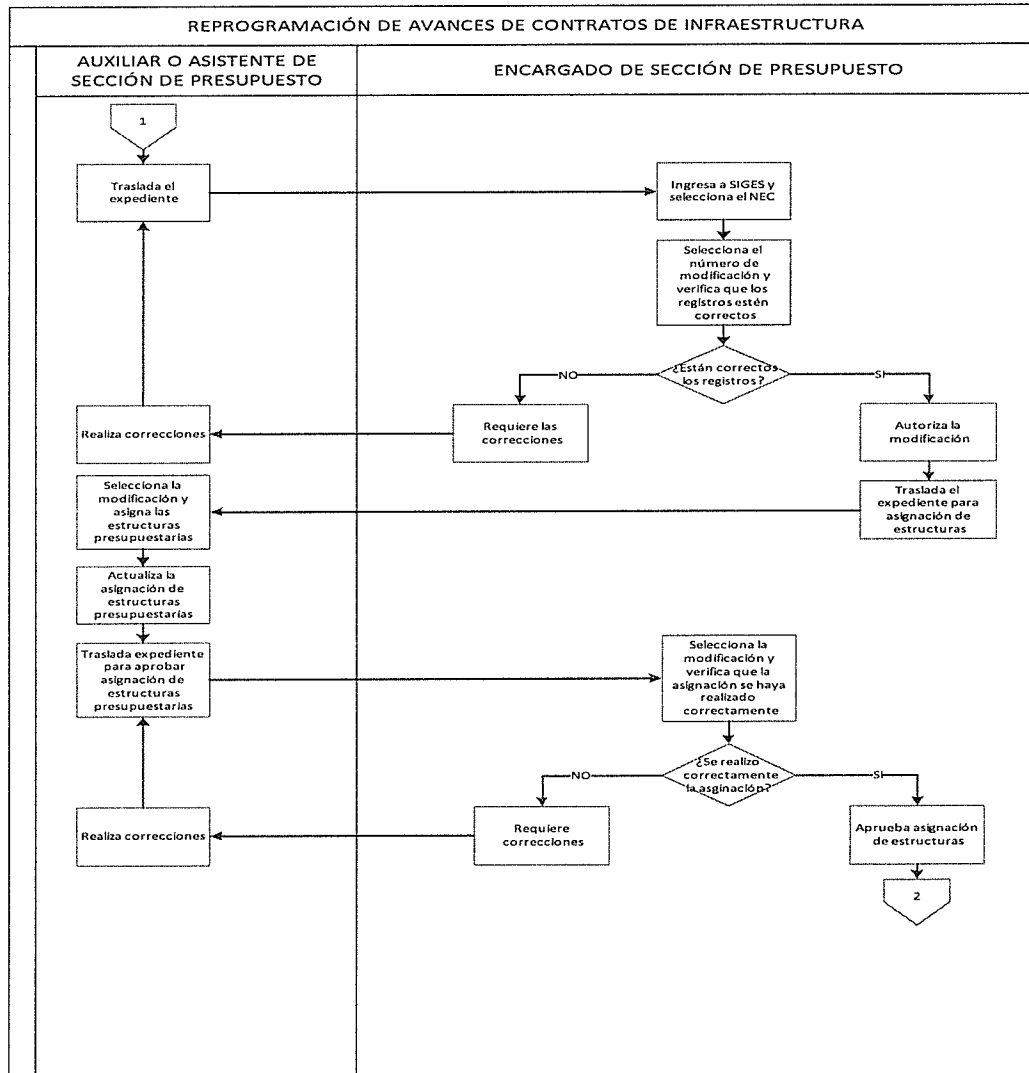 REPROGRAMACIÓN DE AVANCES DE CONTRATOS DE INFRAESTRUCTURA
AUXILIAR O ASISTENTE DE
SECCIÓN DE PRESUPUESTO
ENCARGADO DE SECCIÓN DE PRESUPUESTO
1
Traslada el
expediente
Ingresa a SIGES y
selecciona el NEC
Selecciona el
número de
modificación y
verifica que los
registros estén
correctos
¿Están correctos
los registros?
NO
SI
Requiere las
correcciones
Realiza correcciones
Autoriza la
modificación
Traslada el
expediente para
asignación de
estructuras
Selecciona la
modificación y
asigna las
estructuras
presupuestarias
Actualiza la
asignación de
estructuras
presupuestarias
Traslada expediente
para aprobar
asignación de
estructuras
presupuestarias
Selecciona la
modificación y
verifica que la
asignación se haya
realizado
correctamente
¿Se realizo
correctamente
la asginación?
NO
SI
Requiere
correcciones
Realiza correcciones
Aprueba asignación
de estructuras
2